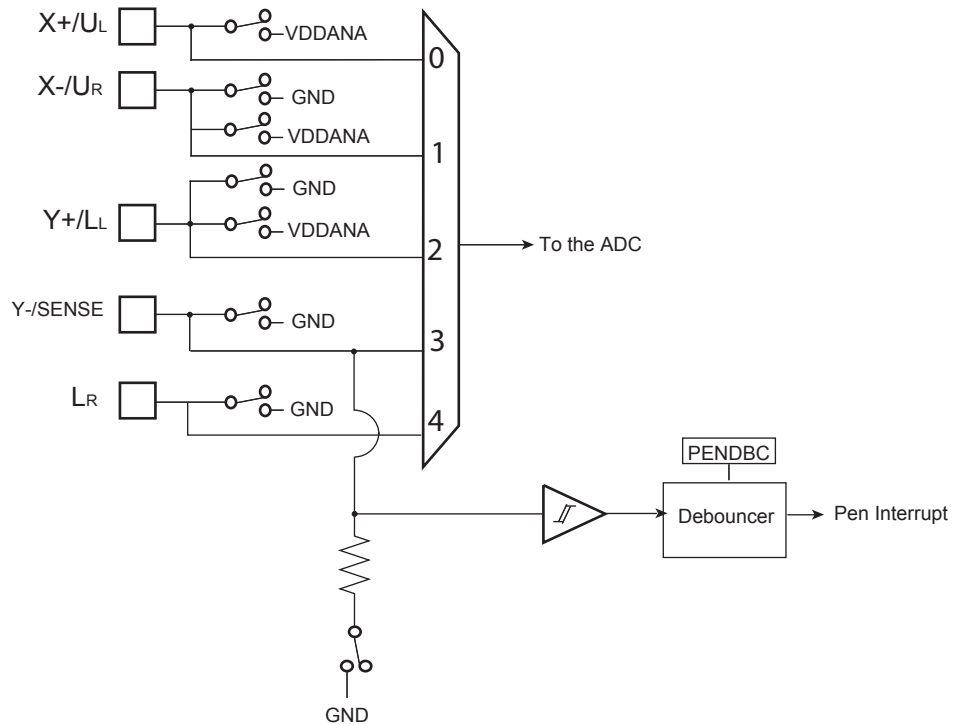 X+/UL
VDDANA
0
X-/UR
GND
VDDANA
1
GND
Y+/LL
VDDANA
2
To the ADC
Y-/SENSE
GND
3
LR
GND
4
PENDBC
Debouncer
Pen Interrupt
GND